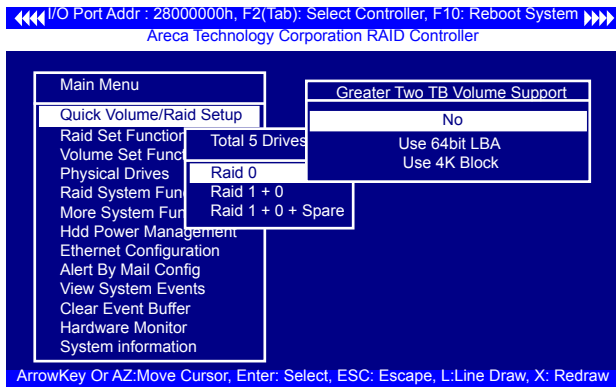 I/O Port Addr : 28000000h, F2(Tab): Select Controller, F10: Reboot System
Areca Technology Corporation RAID Controller
Main Menu
Quick Volume/Raid Setup
Raid Set Function
Volume Set Funct
Physical Drives
Raid System Fun
More System Fun
Hdd Power Management
Ethernet Configuration
Alert By Mail Config
View System Events
Clear Event Buffer
Hardware Monitor
System information
Total 5 Drives
Raid 0
Raid 1 + 0
Raid 1 + 0 + Spare
Greater Two TB Volume Support
No
Use 64bit LBA
Use 4K Block
ArrowKey Or AZ:Move Cursor, Enter: Select, ESC: Escape, L:Line Draw, X: Redraw